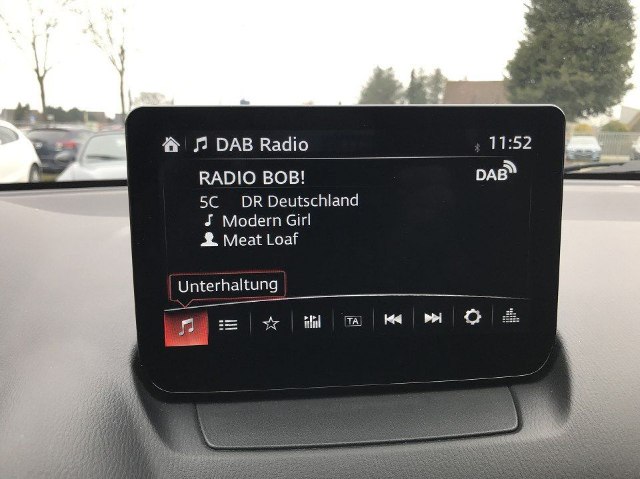 DAB Radio 11:52
RADIO BOB! DAB
5C DR Deutschland
Modern Girl
Meat Loaf
Unterhaltung
TA